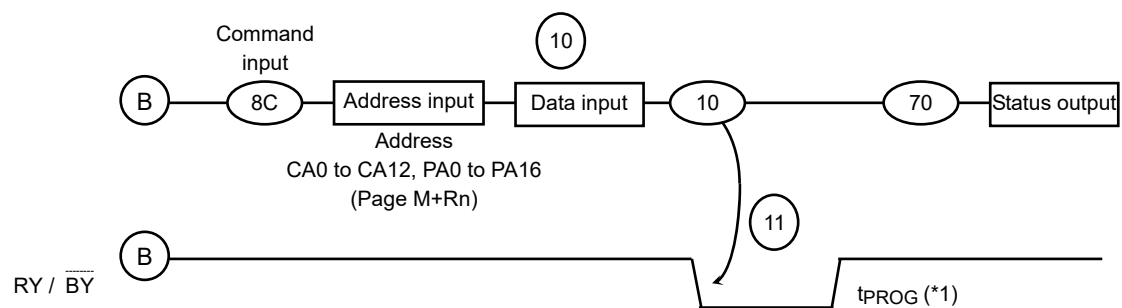 Command
input
10
B
8C
Address input
Data input
10
70
Status output
Address
CA0 to CA12, PA0 to PA16
(Page M+Rn)
11
B
RY / BY
tPROG (*1)